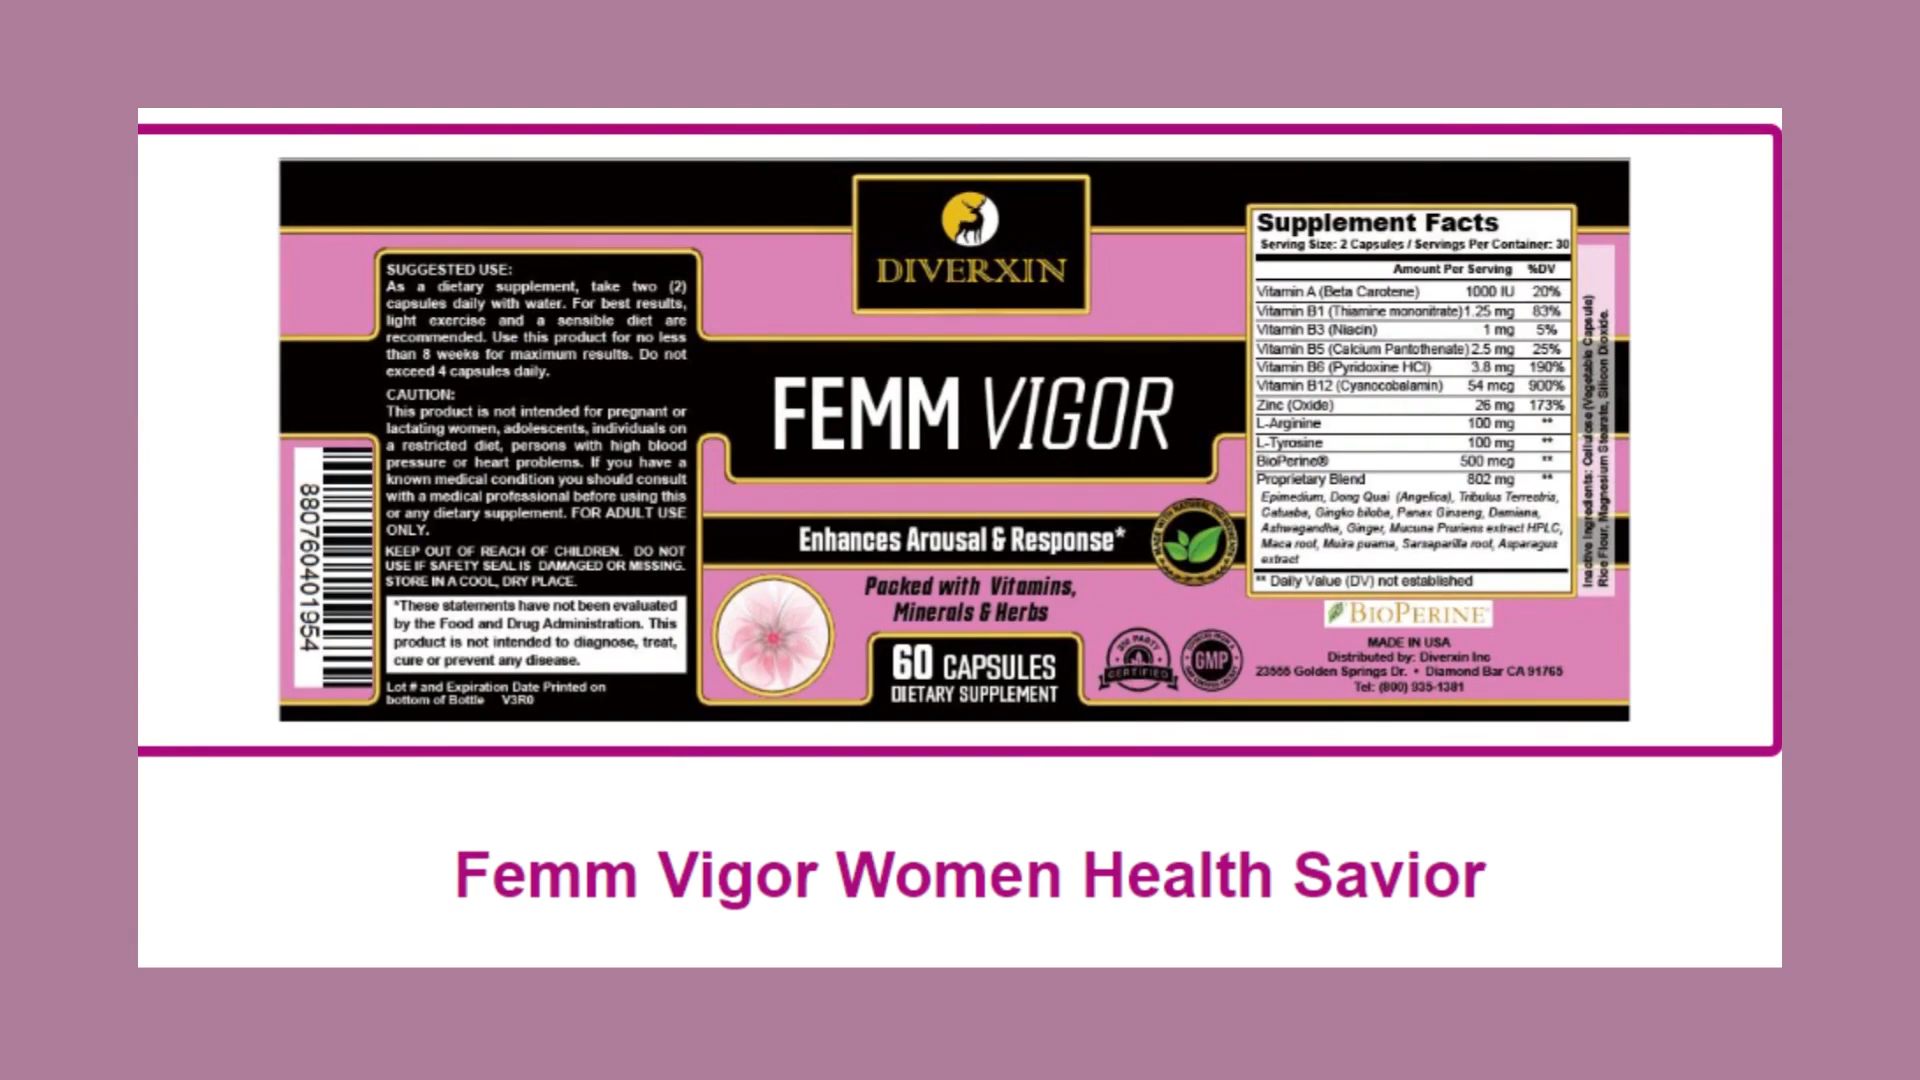 SUGGESTED USE:
As a dietary supplement, take two (2)
capsules daily with water. For best results,
light exercise and a sensible diet are
recommended. Use this product for no less
than 8 weeks for maximum results. Do not
exceed 4 capsules daily.
CAUTION:
This product is not intended for pregnant or
lactating women, adolescents, individuals on
a restricted diet, persons with high blood
pressure or heart problems. If you have a
known medical condition you should consult
with a medical professional before using this
or any dietary supplement. FOR ADULT USE
ONLY.
KEEP OUT OF REACH OF CHILDREN. DO NOT
USE IF SAFETY SEAL IS DAMAGED OR MISSING.
STORE IN A COOL, DRY PLACE.
*These statements have not been evaluated
by the Food and Drug Administration. This
product is not intended to diagnose, treat,
cure or prevent any disease.
Lot # and Expiration Date Printed on
bottom of Bottle V3R0
880760401954
DIVERXIN
FEMM VIGOR
Enhances Arousal & Response*
Packed with Vitamins,
Minerals & Herbs
60 CAPSULES
DIETARY SUPPLEMENT
MADE WITH NATURAL INGREDIENTS
3RD PARTY
CERTIFIED
GMP
Supplement Facts
Serving Size: 2 Capsules / Servings Per Container: 30
Amount Per Serving %DV
Vitamin A (Beta Carotene) 1000 IU 20%
Vitamin B1 (Thiamine mononitrate) 1.25 mg 83%
Vitamin B3 (Niacin) 1 mg 5%
Vitamin B5 (Calcium Pantothenate) 2.5 mg 25%
Vitamin B6 (Pyridoxine HCl) 3.8 mg 190%
Vitamin B12 (Cyanocobalamin) 54 mcg 900%
Zinc (Oxide) 26 mg 173%
L-Arginine 100 mg **
L-Tyrosine 100 mg **
BioPerine® 500 mcg **
Proprietary Blend 802 mg **
Epimedium, Dong Quai (Angelica), Tribulus Terrestris,
Catuaba, Gingko biloba, Panax Ginseng, Damiana,
Ashwagandha, Ginger, Mucuna Pruriens extract HPLC,
Maca root, Muira puama, Sarsaparilla root, Asparagus
extract
** Daily Value (DV) not established
Inactive Ingredients: Cellulose (Vegetable Capsule)
Rice Flour, Magnesium Stearate, Silicon Dioxide.
BIOPERINE
MADE IN USA
Distributed by: Diverxin Inc
23555 Golden Springs Dr. • Diamond Bar CA 91765
Tel: (800) 935-1381
Femm Vigor Women Health Savior